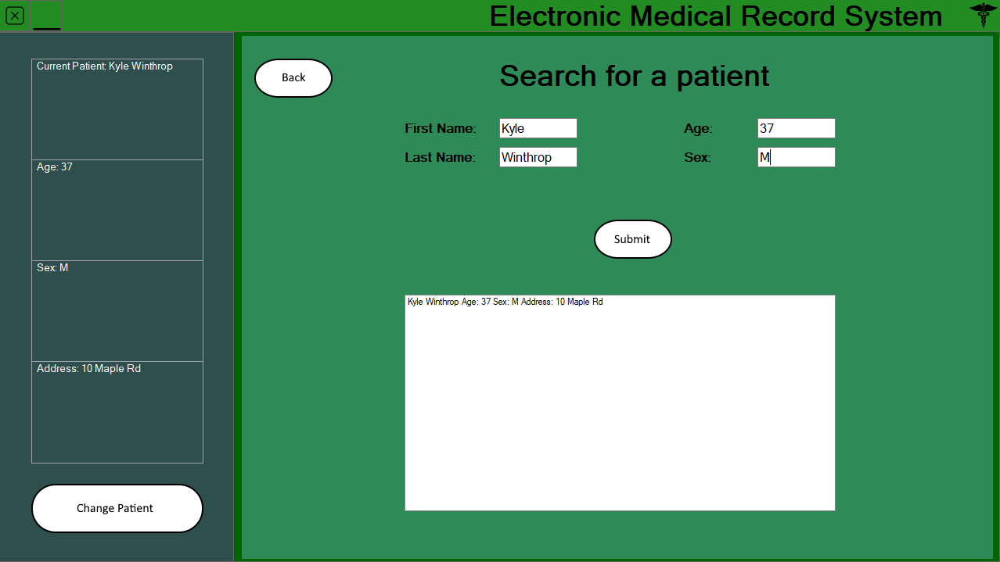 Electronic Medical Record System
Current Patient: Kyle Winthrop
Age: 37
Sex: M
Address: 10 Maple Rd
Change Patient
Back
Search for a patient
First Name: Kyle
Age: 37
Last Name: Winthrop
Sex: M
Submit
Kyle Winthrop Age: 37 Sex: M Address: 10 Maple Rd